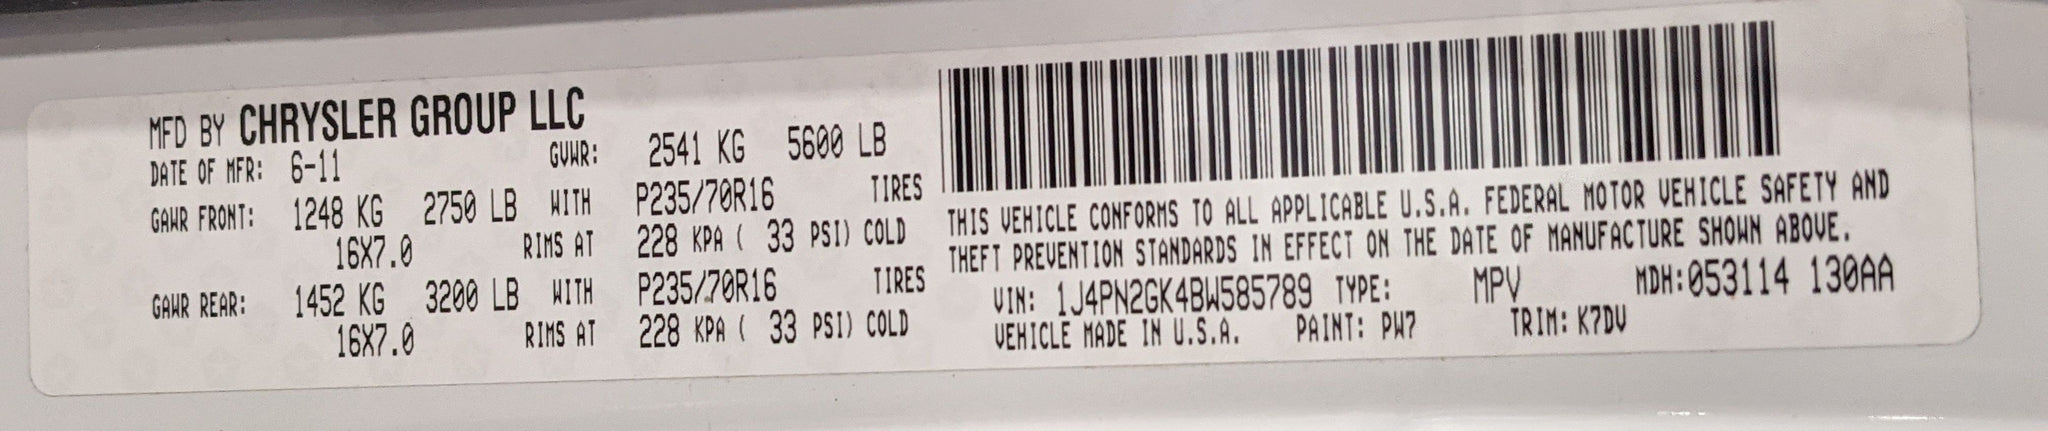 MFD BY CHRYSLER GROUP LLC
DATE OF MFR: 6-11 GVWR: 2541 KG 5600 LB
GAWR FRONT: 1248 KG 2750 LB WITH P235/70R16 TIRES
16X7.0 RIMS AT 228 KPA ( 33 PSI) COLD
GAWR REAR: 1452 KG 3200 LB WITH P235/70R16 TIRES
16X7.0 RIMS AT 228 KPA ( 33 PSI) COLD
THIS VEHICLE CONFORMS TO ALL APPLICABLE U.S.A. FEDERAL MOTOR VEHICLE SAFETY AND
THEFT PREVENTION STANDARDS IN EFFECT ON THE DATE OF MANUFACTURE SHOWN ABOVE.
VIN: 1J4PN2GK4BW585789 TYPE: MPV MDH:053114 130AA
VEHICLE MADE IN U.S.A. PAINT: PW7 TRIM: K7DV